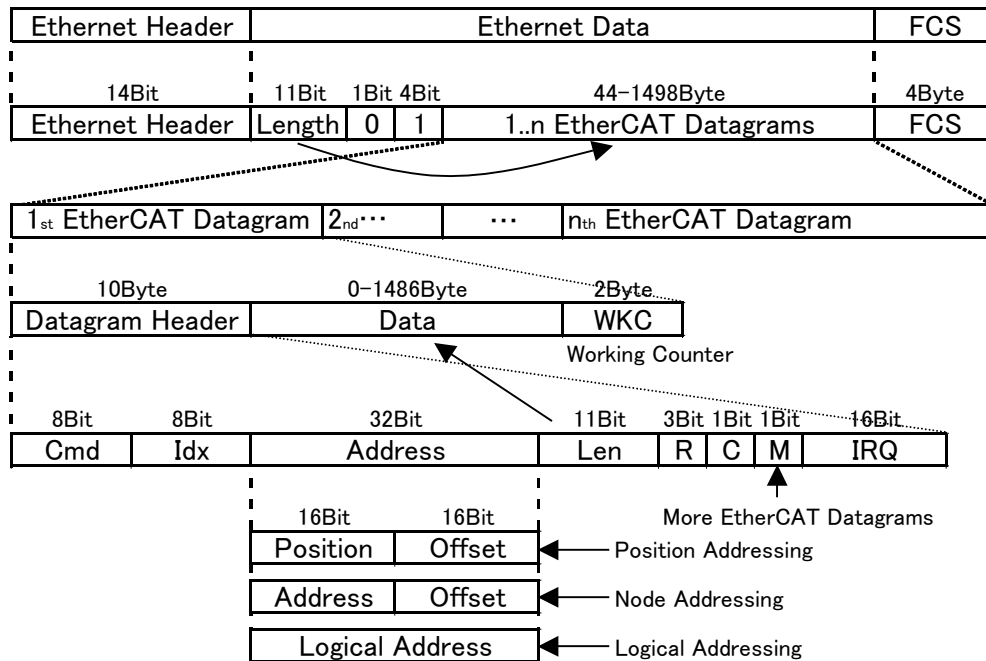 Ethernet Header Ethernet Data FCS
14Bit 11Bit 1Bit 4Bit 44-1498Byte 4Byte
Ethernet Header Length 0 1 1..n EtherCAT Datagrams FCS
1st EtherCAT Datagram 2nd… … nth EtherCAT Datagram
10Byte 0-1486Byte 2Byte
Datagram Header Data WKC
Working Counter
8Bit 8Bit 32Bit 11Bit 3Bit 1Bit 1Bit 16Bit
Cmd Idx Address Len R C M IRQ
16Bit 16Bit More EtherCAT Datagrams
Position Offset Position Addressing
Address Offset Node Addressing
Logical Address Logical Addressing